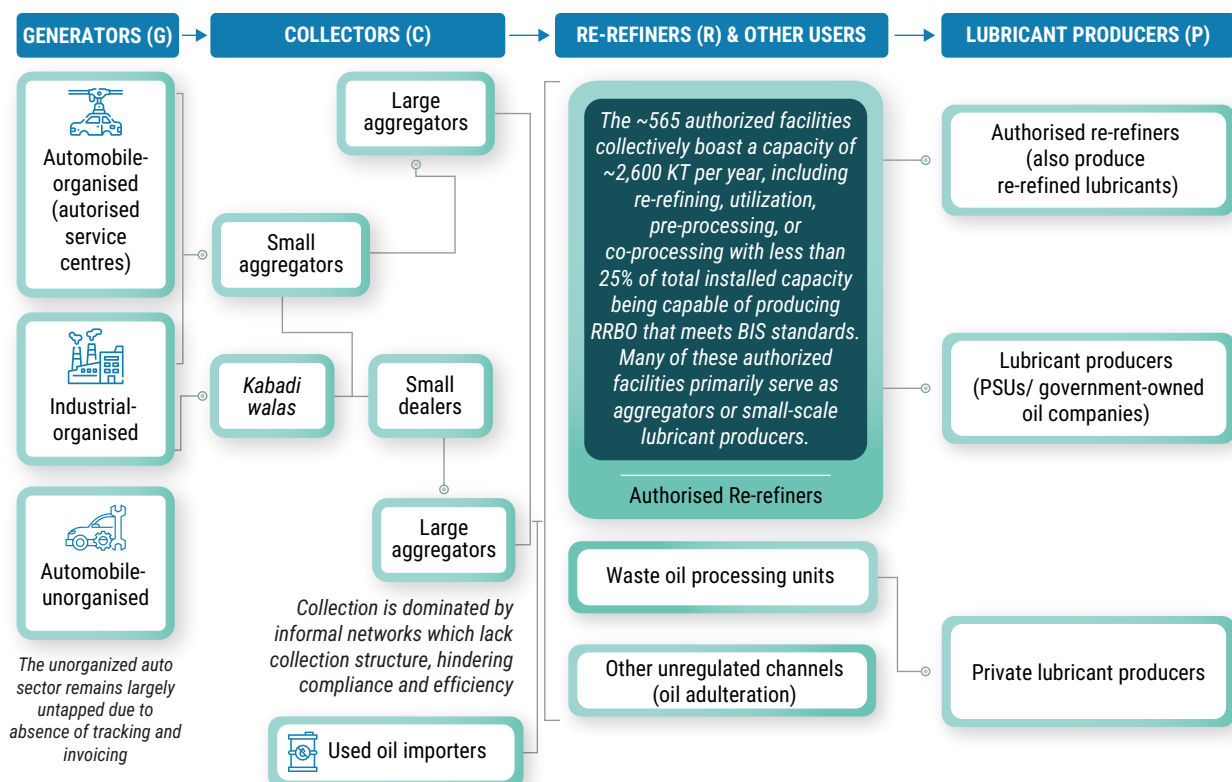 GENERATORS (G)
COLLECTORS (C)
RE-REFINERS (R) & OTHER USERS
LUBRICANT PRODUCERS (P)
Automobile-
organised
(autorised
service
centres)
Industrial-
organised
Automobile-
unorganised
The unorganized auto
sector remains largely
untapped due to
absence of tracking and
invoicing
Large
aggregators
Small
aggregators
Kabadi
walas
Small
dealers
Large
aggregators
Collection is dominated by
informal networks which lack
collection structure, hindering
compliance and efficiency
Used oil importers
The ~565 authorized facilities
collectively boast a capacity of
~2,600 KT per year, including
re-refining, utilization,
pre-processing, or
co-processing with less than
25% of total installed capacity
being capable of producing
RRBO that meets BIS standards.
Many of these authorized
facilities primarily serve as
aggregators or small-scale
lubricant producers.
Authorised Re-refiners
Waste oil processing units
Other unregulated channels
(oil adulteration)
Authorised re-refiners
(also produce
re-refined lubricants)
Lubricant producers
(PSUs/ government-owned
oil companies)
Private lubricant producers